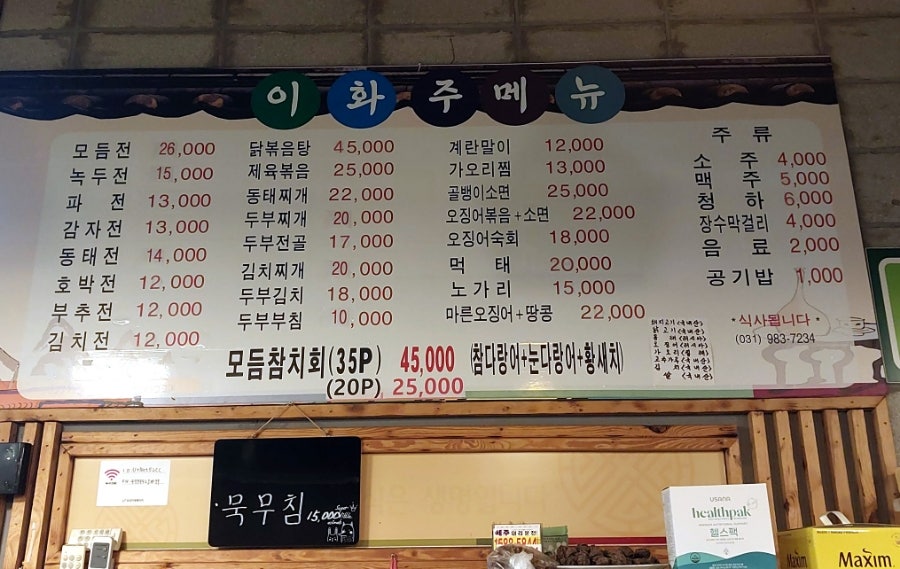 이화주메뉴
모듬전 26,000
녹두전 15,000
파전 13,000
감자전 13,000
동태전 14,000
호박전 12,000
부추전 12,000
김치전 12,000
닭볶음탕 45,000
제육볶음 25,000
동태찌개 22,000
두부찌개 20,000
두부전골 17,000
김치찌개 20,000
두부김치 18,000
두부부침 10,000
계란말이 12,000
가오리찜 13,000
골뱅이소면 25,000
오징어볶음+소면 22,000
오징어숙회 18,000
먹태 20,000
노가리 15,000
마른오징어+땅콩 22,000
주류
소주 4,000
맥주 5,000
청하 6,000
장수막걸리 4,000
음료 2,000
공기밥 1,000
*식사됩니다*
(031) 983-7234
모듬참치회(35P) 45,000 (참다랑어+눈다랑어+황새치)
(20P) 25,000
·묵무침 15,000
USANA
healthpak
헬스팩
Maxim